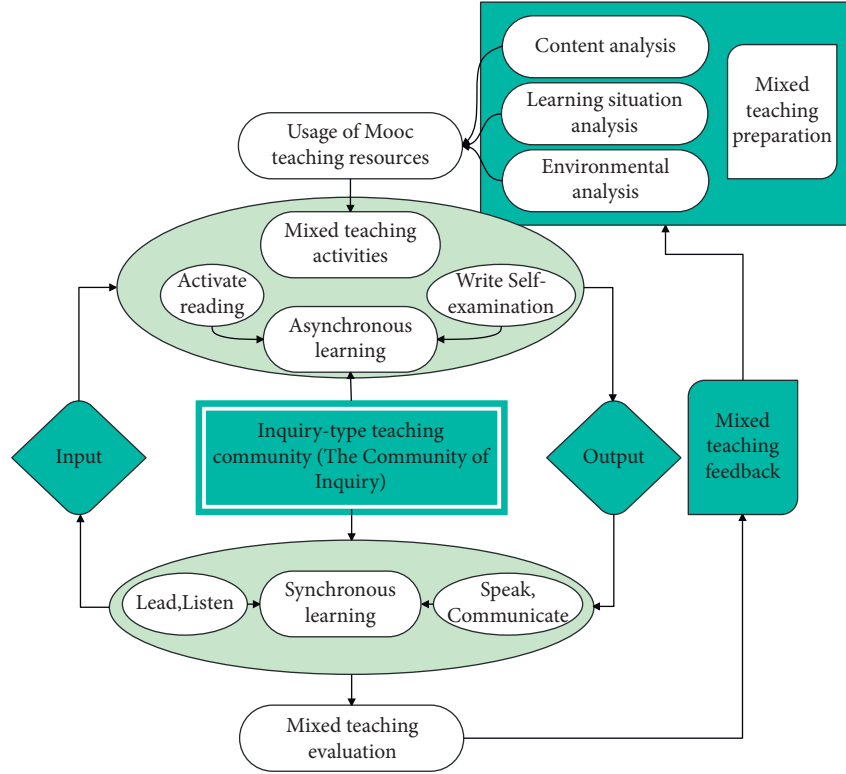 Content analysis
Learning situation
analysis
Environmental
analysis
Mixed
teaching
preparation
Usage of Mooc
teaching resources
Mixed teaching
activities
Activate
reading
Write Self-
examination
Asynchronous
learning
Input
Inquiry-type teaching
community (The Community of
Inquiry)
Output
Mixed
teaching
feedback
Lead,Listen
Synchronous
learning
Speak,
Communicate
Mixed teaching
evaluation